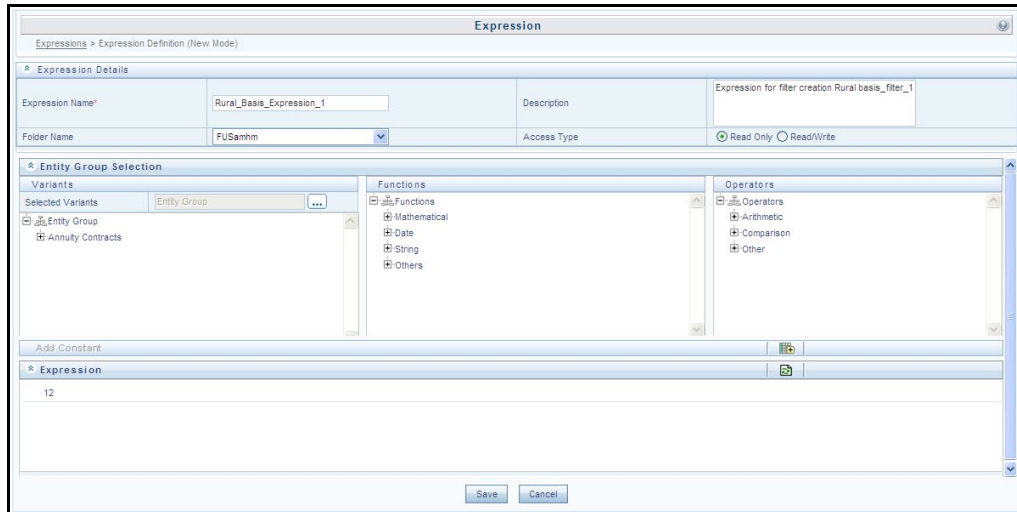 Expression
Expressions > Expression Definition (New Mode)
Expression Details
Expression Name* Rural_Basis_Expression_1 Description Expression for filter creation Rural basis_filter_1
Folder Name FUSamhm Access Type Read Only Read/Write
Entity Group Selection
Variants Functions Operators
Selected Variants Entity Group ... Functions Operators
Entity Group Mathematical Arithmetic
Annuity Contracts Date Comparison
String Other
Others
Add Constant
Expression
12
Save Cancel